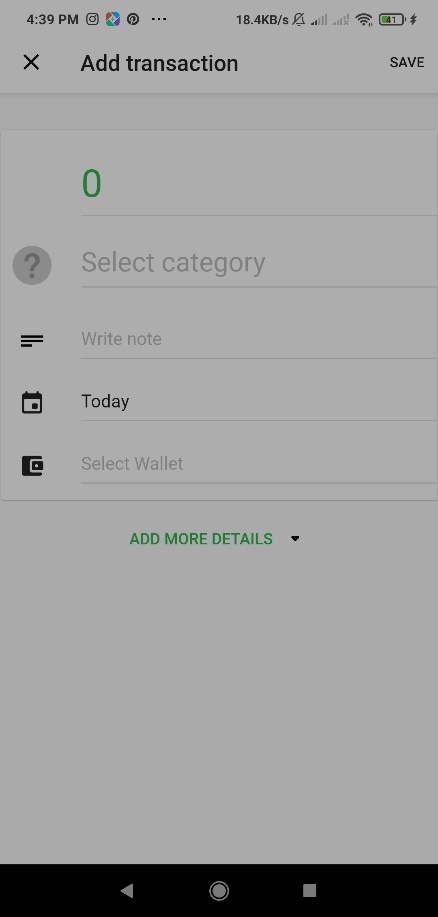 4:39 PM ... 18.4KB/s 41
Add transaction SAVE
0
? Select category
Write note
Today
Select Wallet
ADD MORE DETAILS